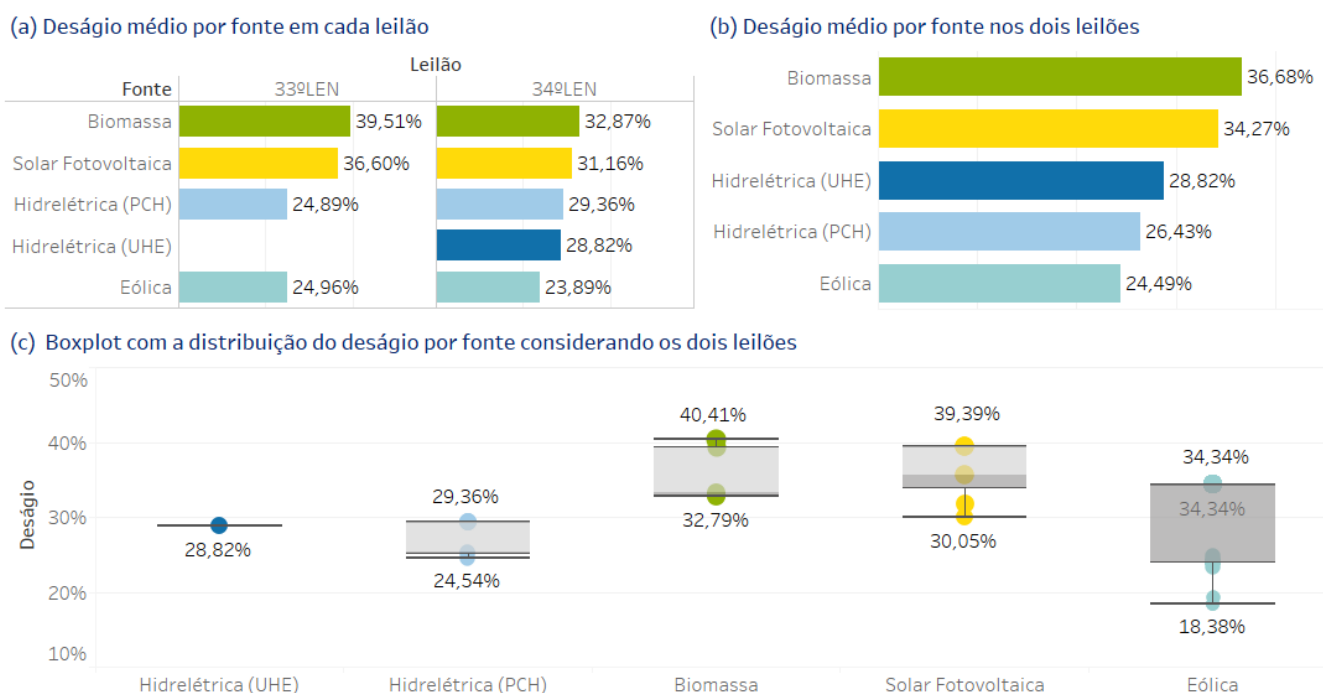 (a) Deságio médio por fonte em cada leilão
Leilão
Fonte 33ºLEN 34ºLEN
Biomassa 39,51% 32,87%
Solar Fotovoltaica 36,60% 31,16%
Hidrelétrica (PCH) 24,89% 29,36%
Hidrelétrica (UHE) 28,82%
Eólica 24,96% 23,89%
(b) Deságio médio por fonte nos dois leilões
Biomassa 36,68%
Solar Fotovoltaica 34,27%
Hidrelétrica (UHE) 28,82%
Hidrelétrica (PCH) 26,43%
Eólica 24,49%
(c) Boxplot com a distribuição do deságio por fonte considerando os dois leilões
Deságio
50%
40%
30%
20%
10%
28,82%
29,36%
24,54%
40,41%
32,79%
39,39%
30,05%
34,34%
34,34%
18,38%
Hidrelétrica (UHE) Hidrelétrica (PCH) Biomassa Solar Fotovoltaica Eólica